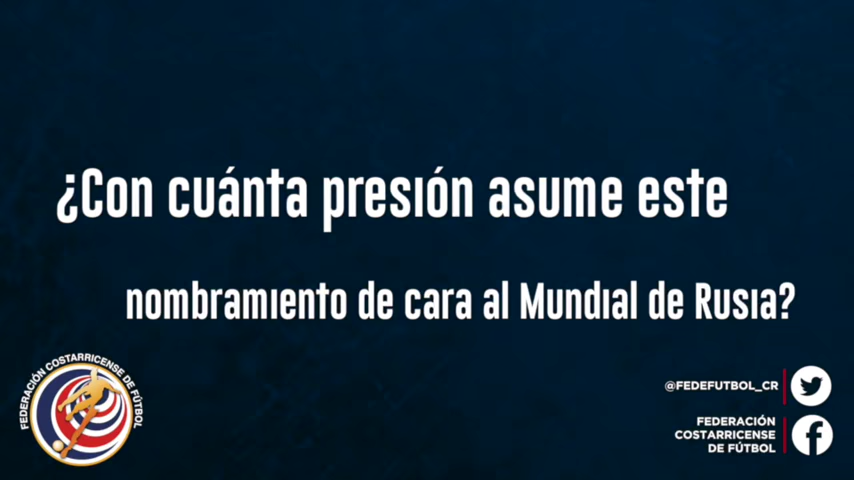 ¿Con cuánta presión asume este
nombramiento de cara al Mundial de Rusia?
FEDERACIÓN COSTARRICENSE DE FÚTBOL
@FEDEFUTBOL_CR
FEDERACIÓN
COSTARRICENSE
DE FÚTBOL